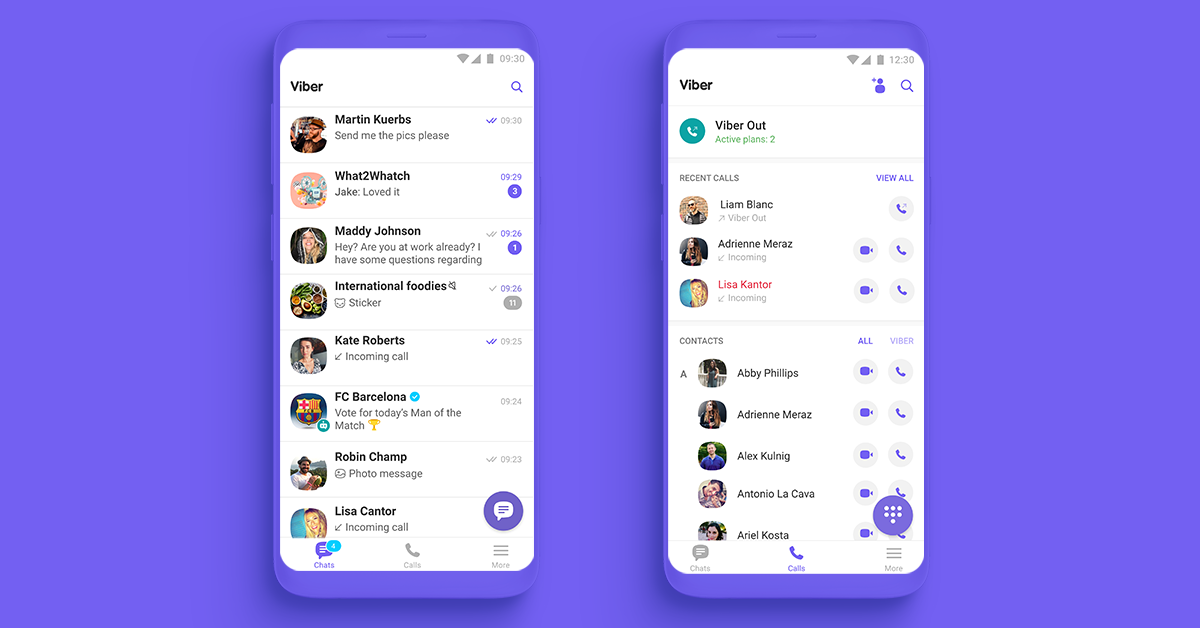 09:30
Viber
Martin Kuerbs
09:30
Send me the pics please
What2Whatch
09:29
Jake: Loved it
3
Maddy Johnson
09:26
Hey? Are you at work already? I
1
have some questions regarding
International foodies
09:26
Sticker
11
Kate Roberts
09:25
Incoming call
FC Barcelona
09:24
Vote for today's Man of the
Match
Robin Champ
09:23
Photo message
Lisa Cantor
Incoming call
4
Chats
Calls
More
12:30
Viber
Viber Out
Active plans: 2
RECENT CALLS
VIEW ALL
Liam Blanc
Viber Out
Adrienne Meraz
Incoming
Lisa Kantor
Incoming
CONTACTS
ALL
VIBER
A
Abby Phillips
Adrienne Meraz
Alex Kulnig
Antonio La Cava
Ariel Kosta
Chats
Calls
More